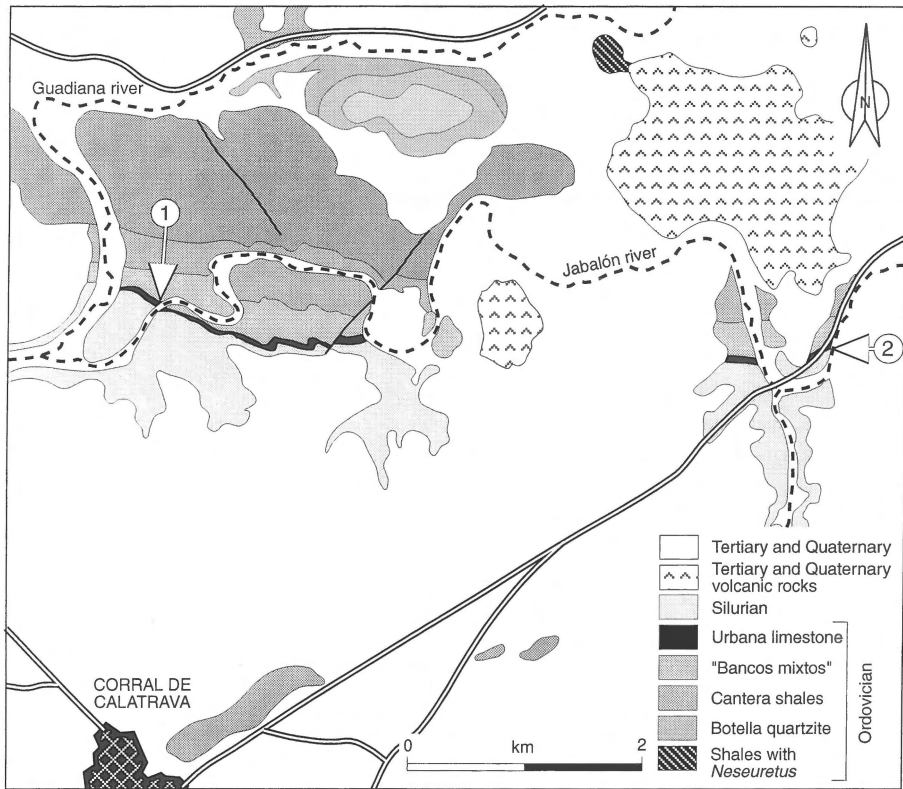 N
Guadiana river
1
Jabalón river
2
Tertiary and Quaternary
Tertiary and Quaternary
volcanic rocks
Silurian
Urbana limestone
"Bancos mixtos"
Cantera shales
Botella quartzite
Shales with
Neseuretus
Ordovician
CORRAL DE
CALATRAVA
0 km 2